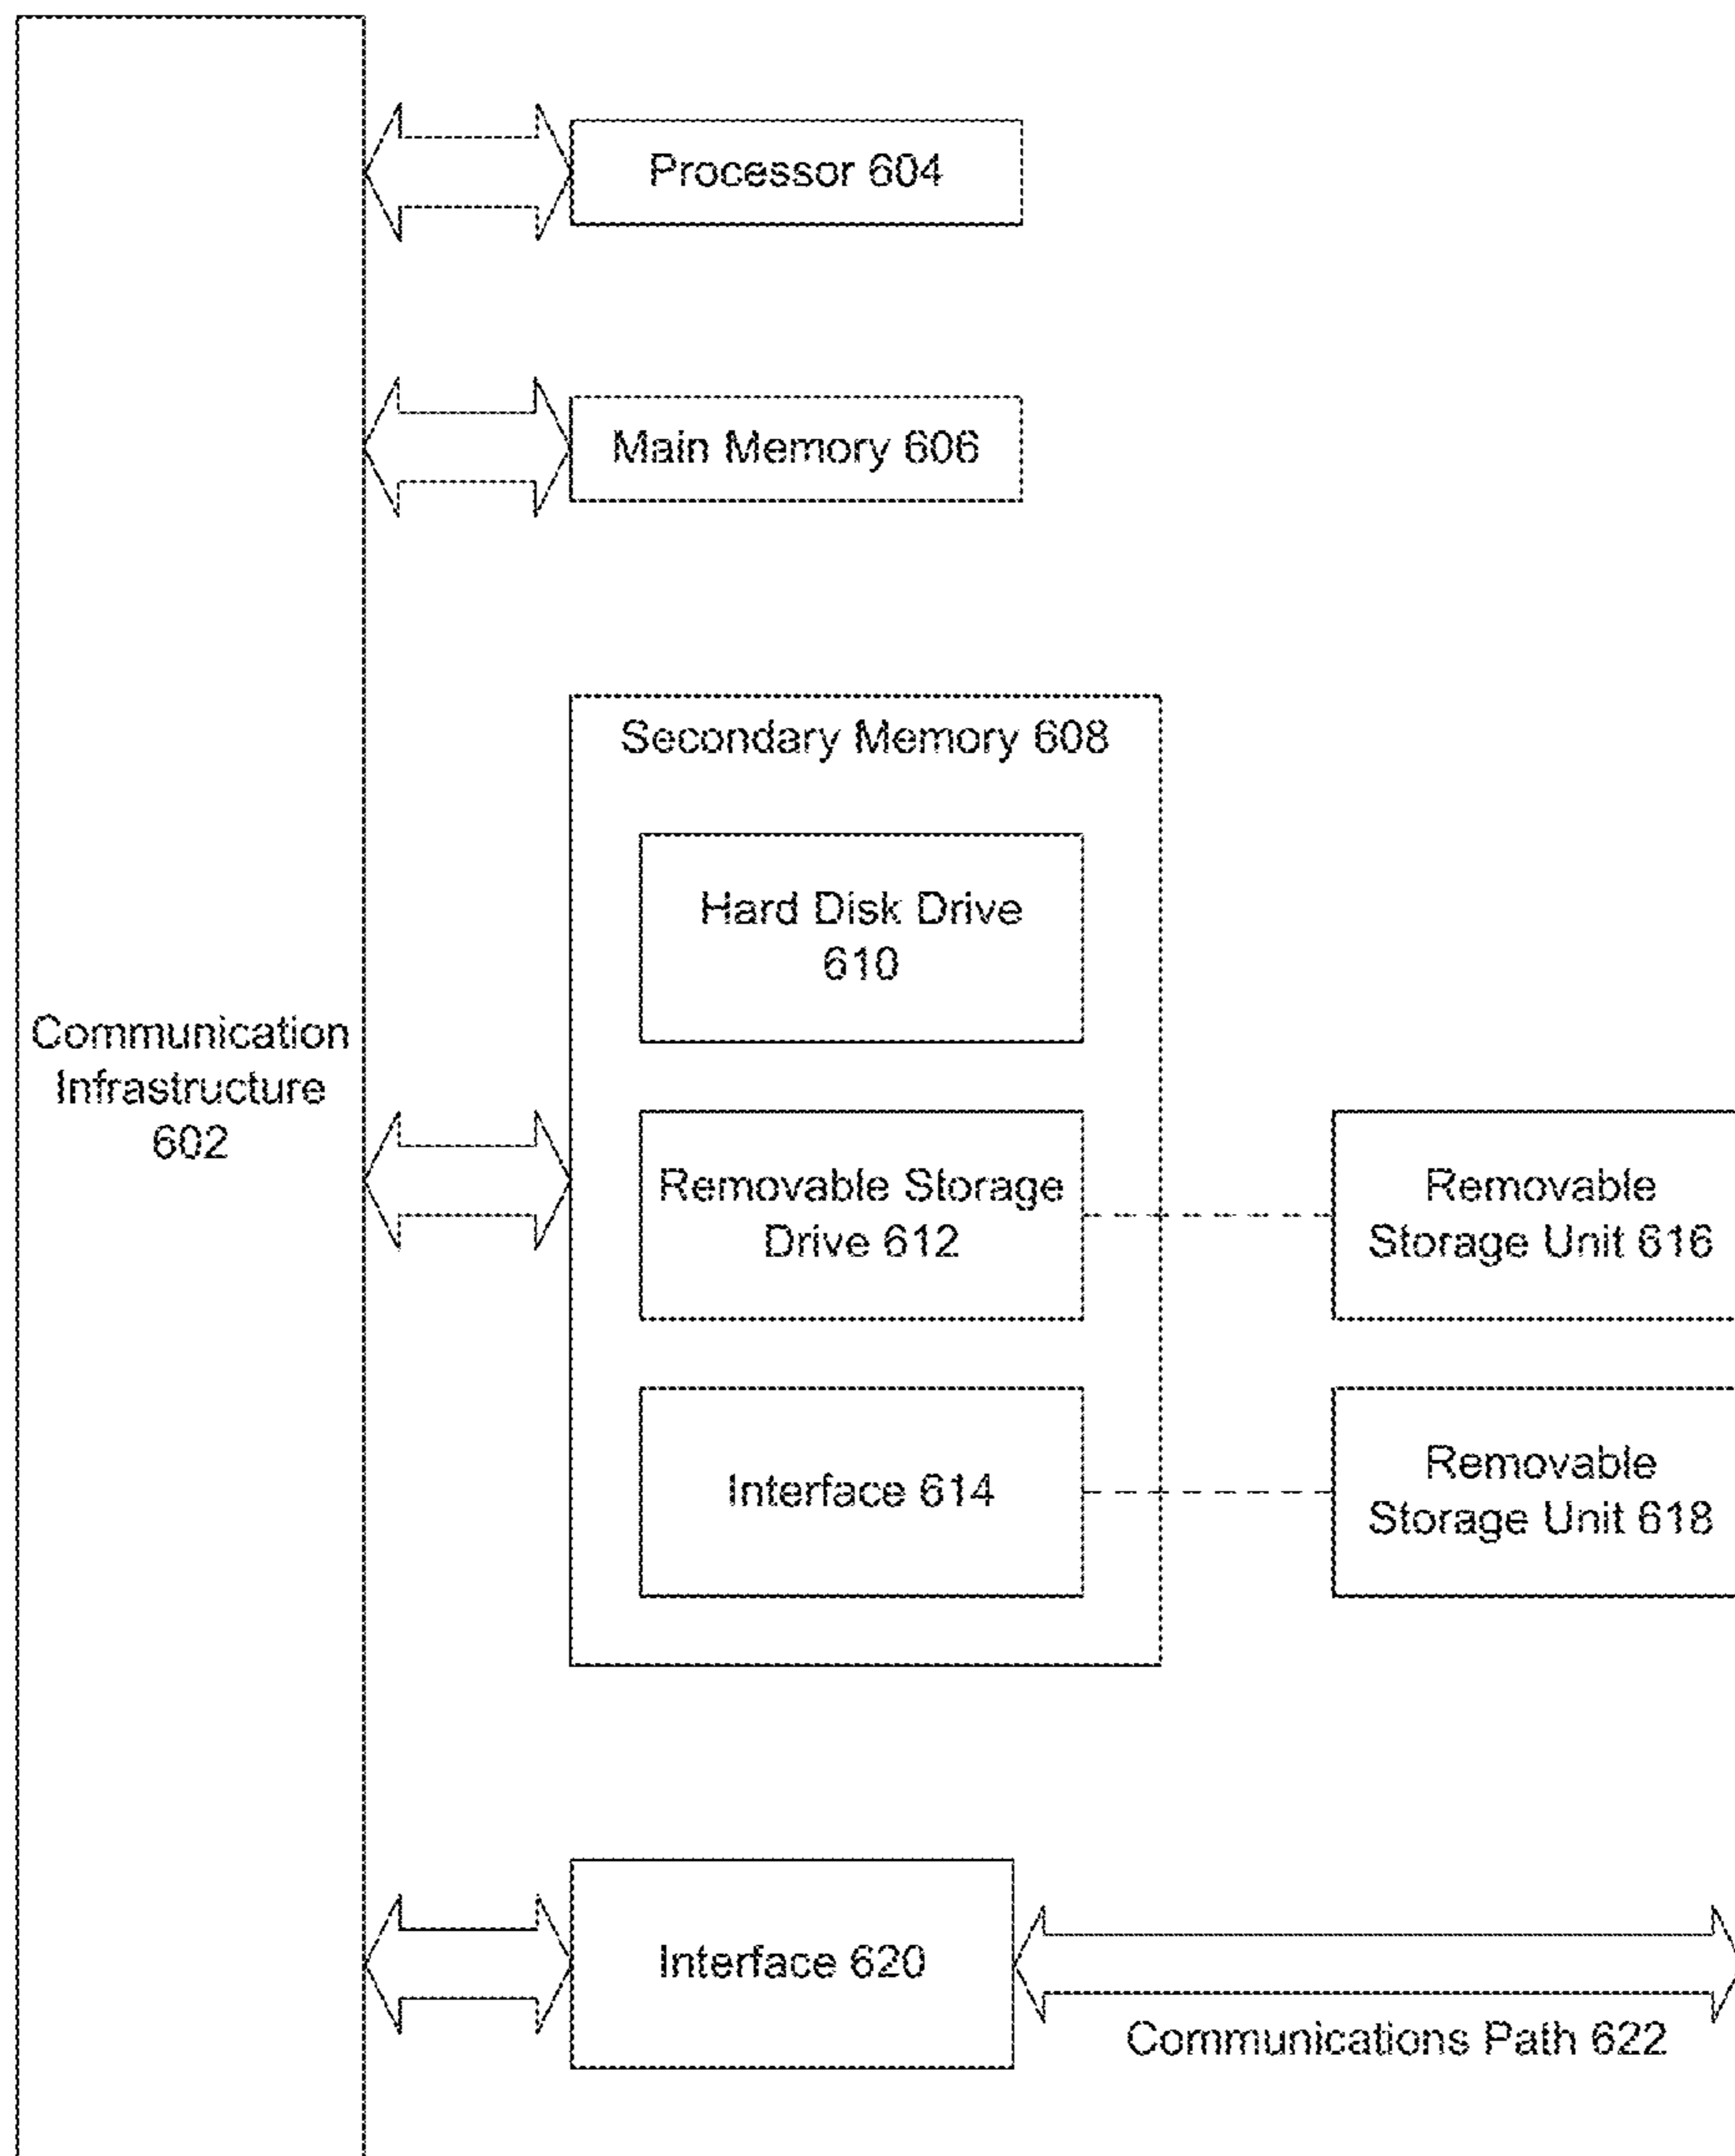 Processor 604
Main Memory 606
Secondary Memory 608
Hard Disk Drive
610
Communication
Infrastructure
602
Removable Storage
Drive 612
Removable
Storage Unit 616
Interface 614
Removable
Storage Unit 618
Interface 620
Communications Path 622